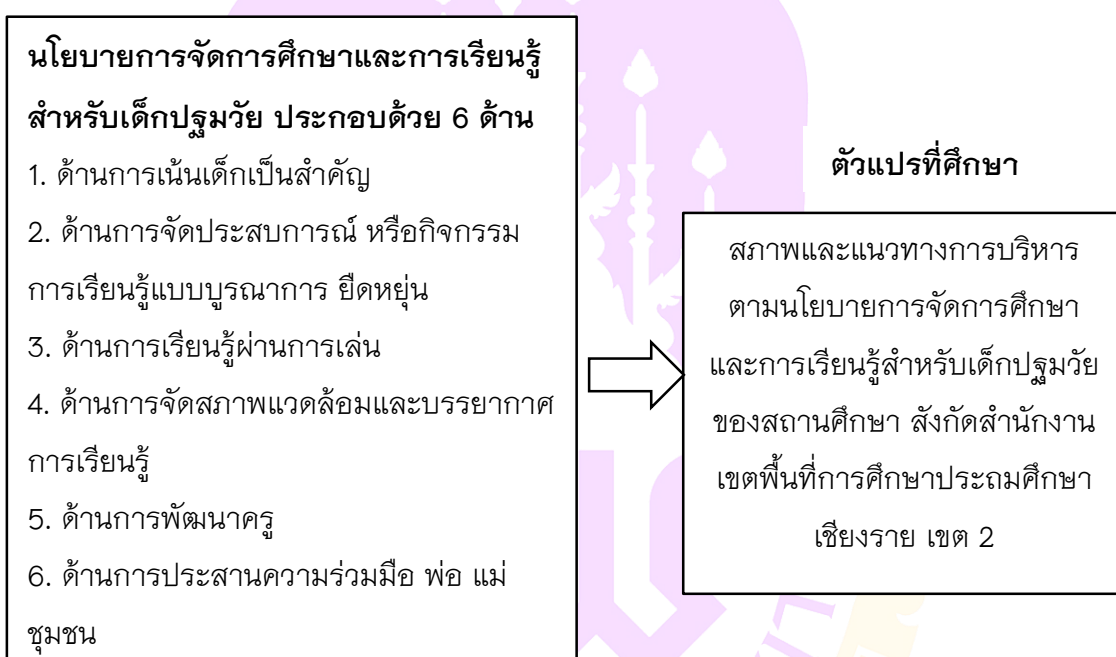 นโยบายการจัดการศึกษาและการเรียนรู้
สำหรับเด็กปฐมวัย ประกอบด้วย 6 ด้าน
1. ด้านการเน้นเด็กเป็นสำคัญ
2. ด้านการจัดประสบการณ์ หรือกิจกรรม
การเรียนรู้แบบบูรณาการ ยืดหยุ่น
3. ด้านการเรียนรู้ผ่านการเล่น
4. ด้านการจัดสภาพแวดล้อมและบรรยากาศ
การเรียนรู้
5. ด้านการพัฒนาครู
6. ด้านการประสานความร่วมมือ พ่อ แม่
ชุมชน
ตัวแปรที่ศึกษา
สภาพและแนวทางการบริหาร
ตามนโยบายการจัดการศึกษา
และการเรียนรู้สำหรับเด็กปฐมวัย
ของสถานศึกษา สังกัดสำนักงาน
เขตพื้นที่การศึกษาประถมศึกษา
เชียงราย เขต 2